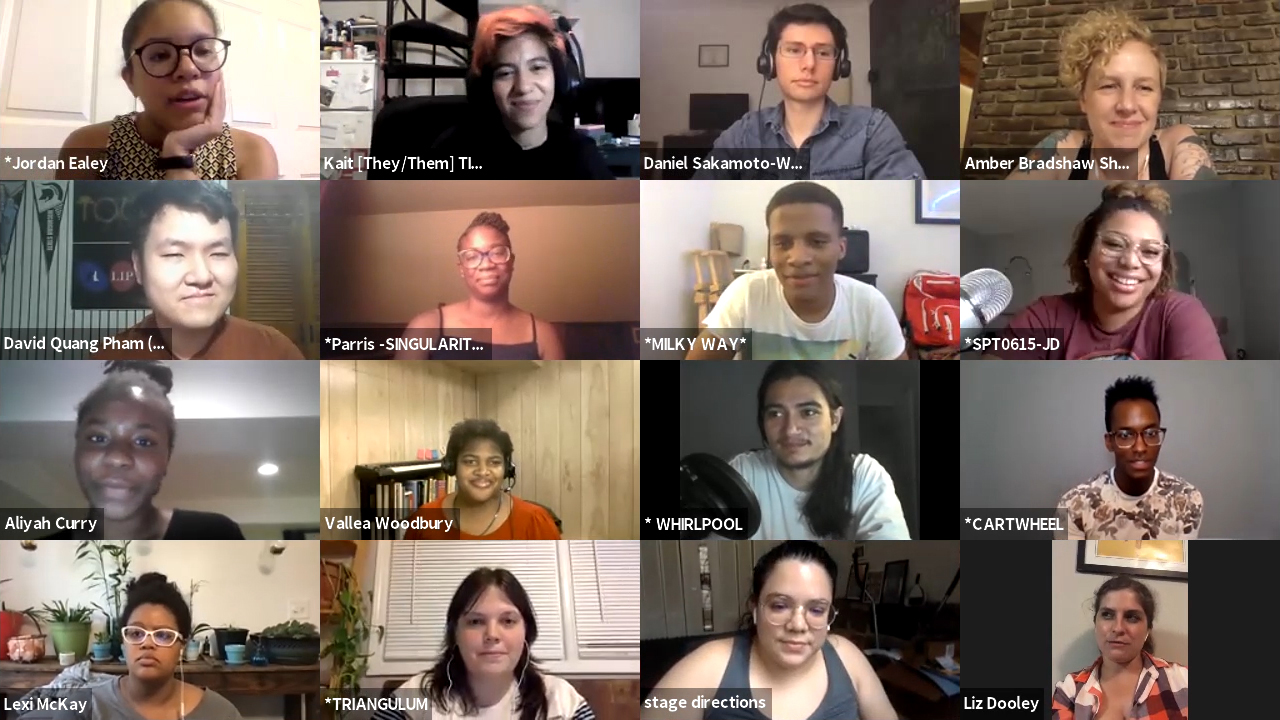 *Jordan Ealey
Kait [They/Them] TI...
Daniel Sakamoto-W...
Amber Bradshaw Sh...
David Quang Pham (...
*Parris -SINGULARIT...
*MILKY WAY*
*SPT0615-JD
Aliyah Curry
Vallea Woodbury
* WHIRLPOOL
*CARTWHEEL
Lexi McKay
*TRIANGULUM
stage directions
Liz Dooley